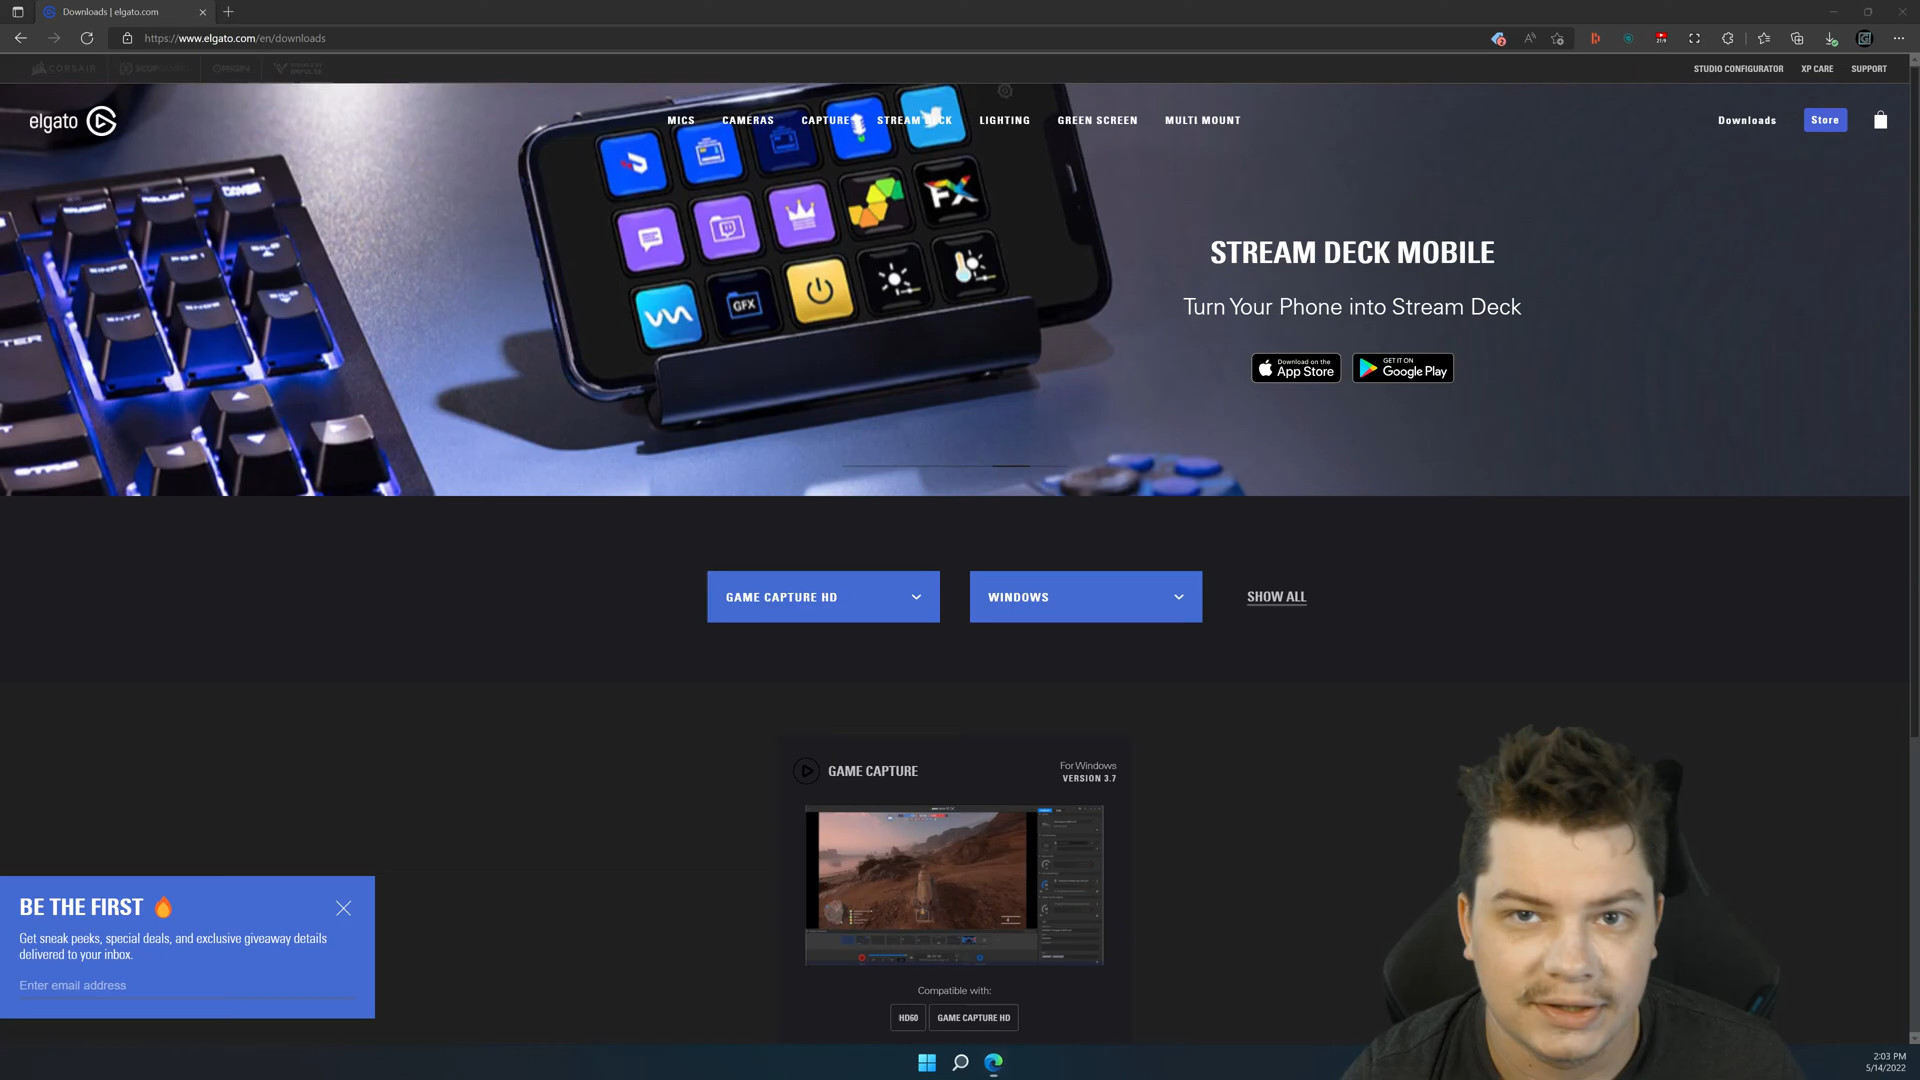 Downloads | elgato.com
https://www.elgato.com/en/downloads
CORSAIR
ORIGIN
STUDIO CONFIGURATOR
XP CARE
SUPPORT
elgato
MICS
CAMERAS
CAPTURE
STREAM DECK
LIGHTING
GREEN SCREEN
MULTI MOUNT
Downloads
Store
FX
GFX
STREAM DECK MOBILE
Turn Your Phone into Stream Deck
Download on the
App Store
GET IT ON
Google Play
GAME CAPTURE HD
WINDOWS
SHOW ALL
GAME CAPTURE
For Windows
VERSION 3.7
Compatible with:
HD60
GAME CAPTURE HD
BE THE FIRST 🔥
Get sneak peeks, special deals, and exclusive giveaway details
delivered to your inbox.
Enter email address
2:03 PM
5/14/2022